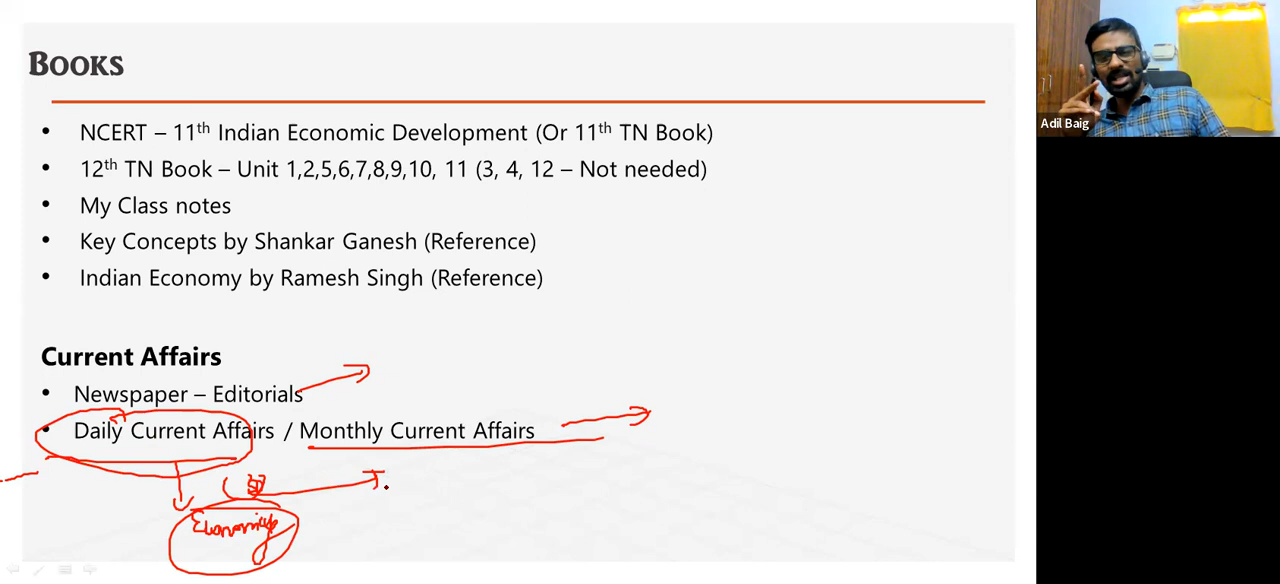 BOOKS
• NCERT – 11th Indian Economic Development (Or 11th TN Book)
• 12th TN Book – Unit 1,2,5,6,7,8,9,10, 11 (3, 4, 12 – Not needed)
• My Class notes
• Key Concepts by Shankar Ganesh (Reference)
• Indian Economy by Ramesh Singh (Reference)
Current Affairs
• Newspaper – Editorials
• Daily Current Affairs / Monthly Current Affairs
Adil Baig